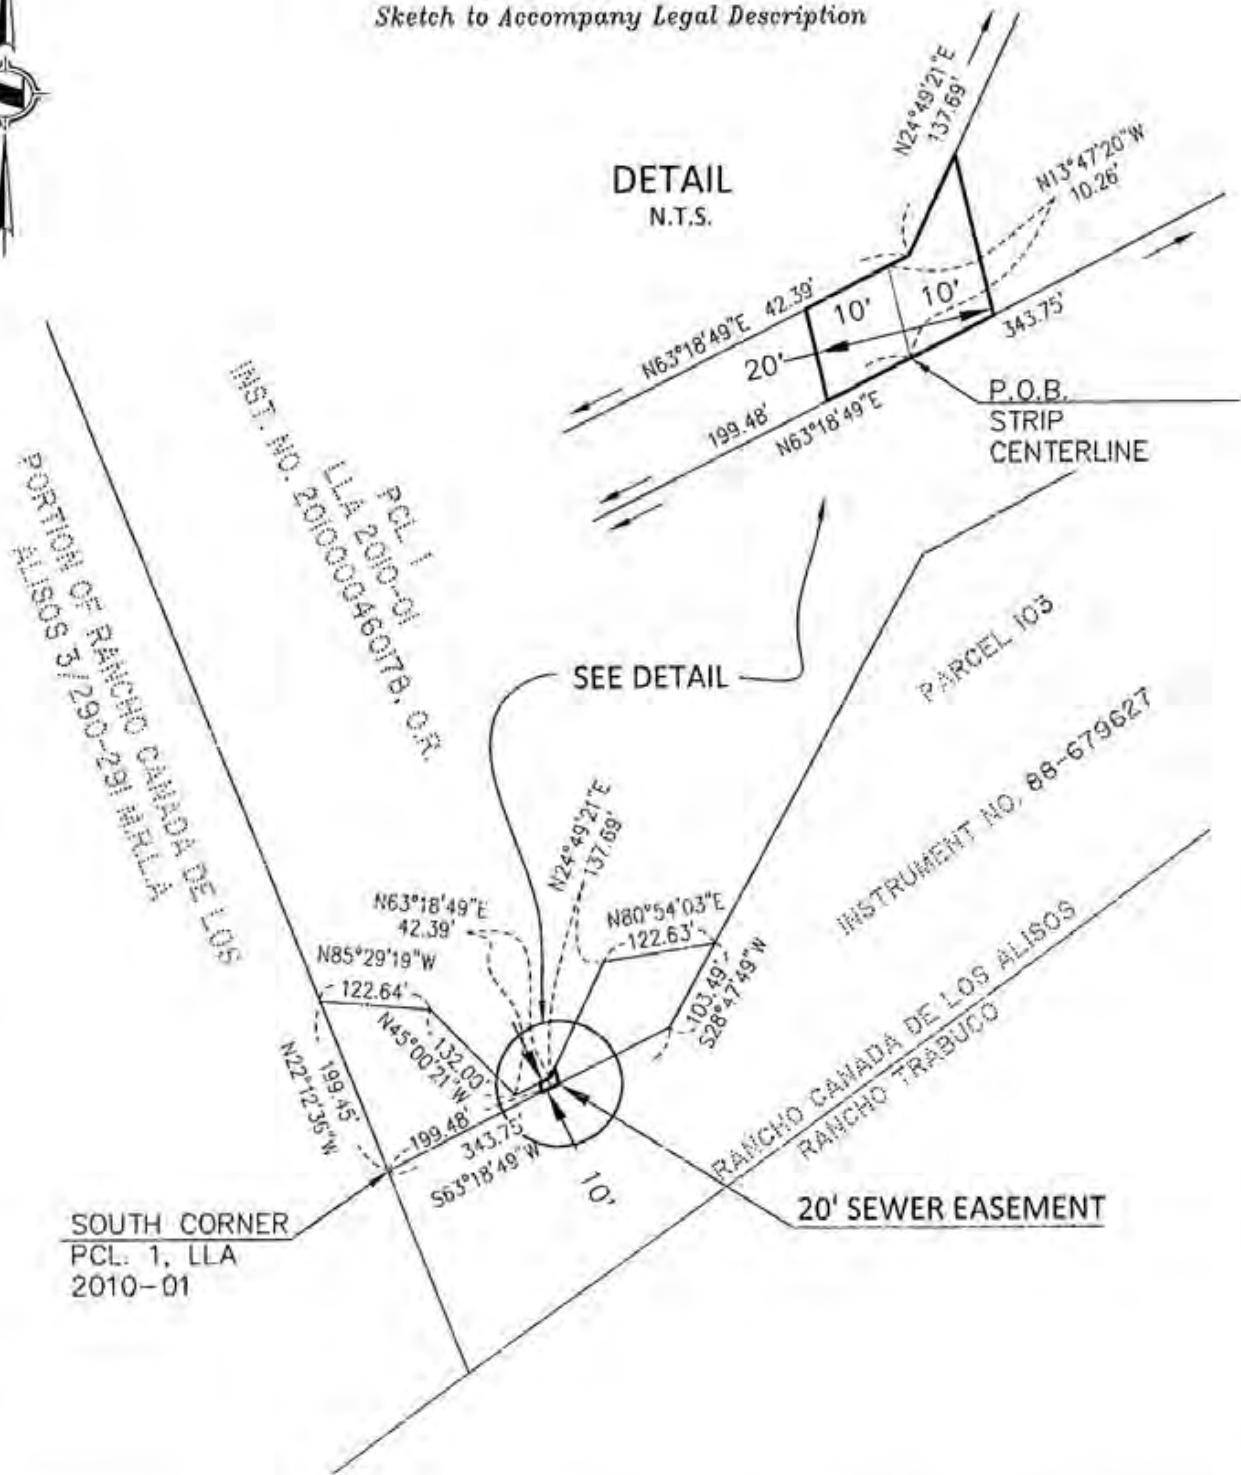 Sketch to Accompany Legal Description
N24°49'21"E
137.69'
DETAIL
N.T.S.
N13°47'20"W
10.26'
N63°18'49"E 42.39'
10'
10'
20'
343.75'
199.48'
N63°18'49"E
P.O.B.
STRIP
CENTERLINE
PCL. 1
LLA 2010-01
INST. NO. 2010000460178, O.R.
PORTION OF RANCHO CANADA DE LOS
ALISOS 3/290-291 M.R.L.A
SEE DETAIL
PARCEL 103
INSTRUMENT NO. 88-679627
N24°49'21"E
137.69'
N63°18'49"E
42.39'
N80°54'03"E
122.63'
N85°29'19"W
122.64'
132.00'
N45°00'21"W
103.49'
S28°47'49"W
199.45'
N22°12'36"W
199.48'
343.75'
S63°18'49"W
10'
RANCHO CANADA DE LOS ALISOS
RANCHO TRABUCO
20' SEWER EASEMENT
SOUTH CORNER
PCL. 1, LLA
2010-01